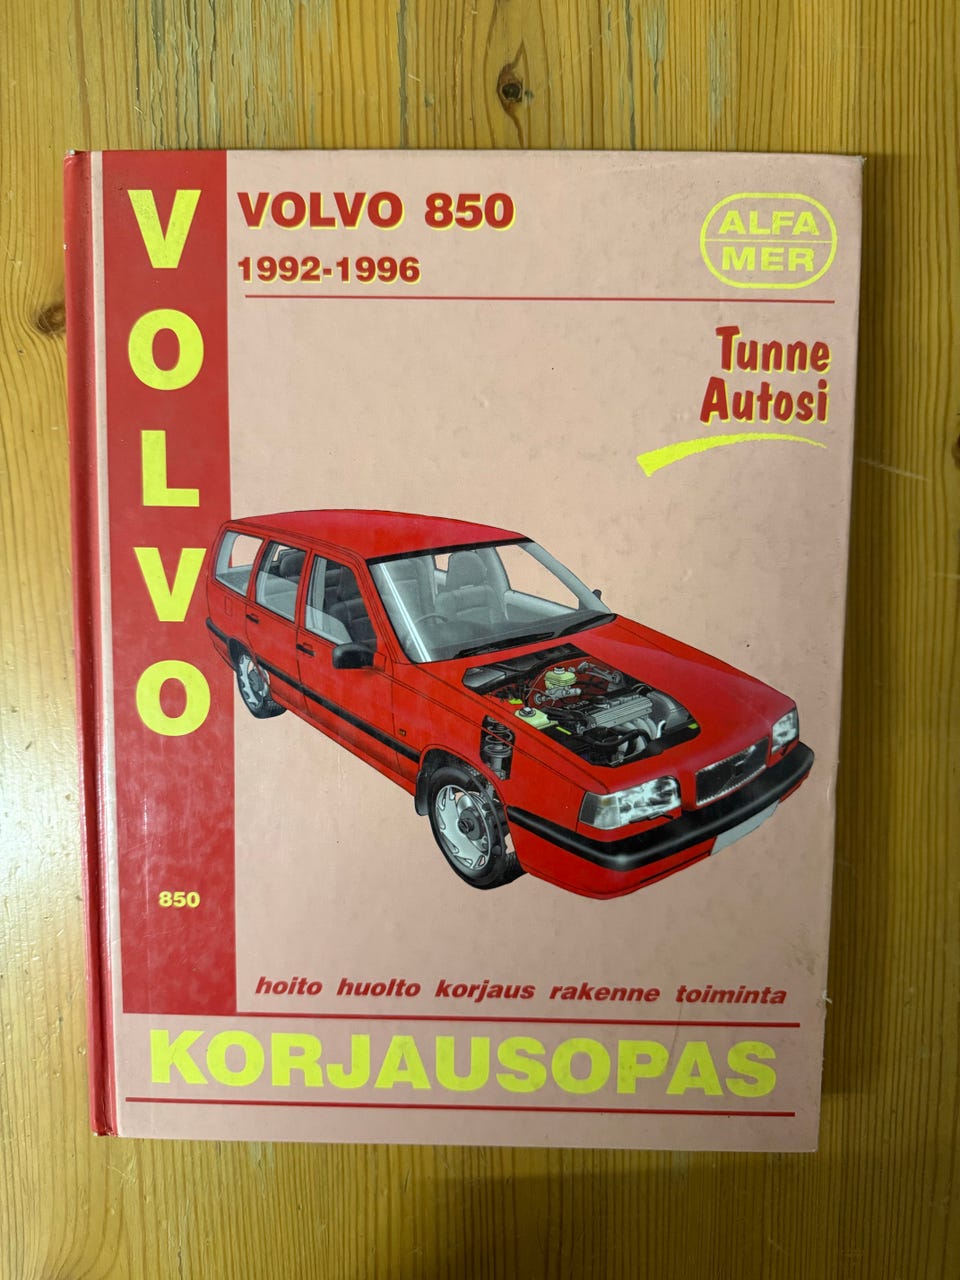 VOLVO
VOLVO 850
1992-1996
ALFA
MER
Tunne
Autosi
850
hoito huolto korjaus rakenne toiminta
KORJAUSOPAS